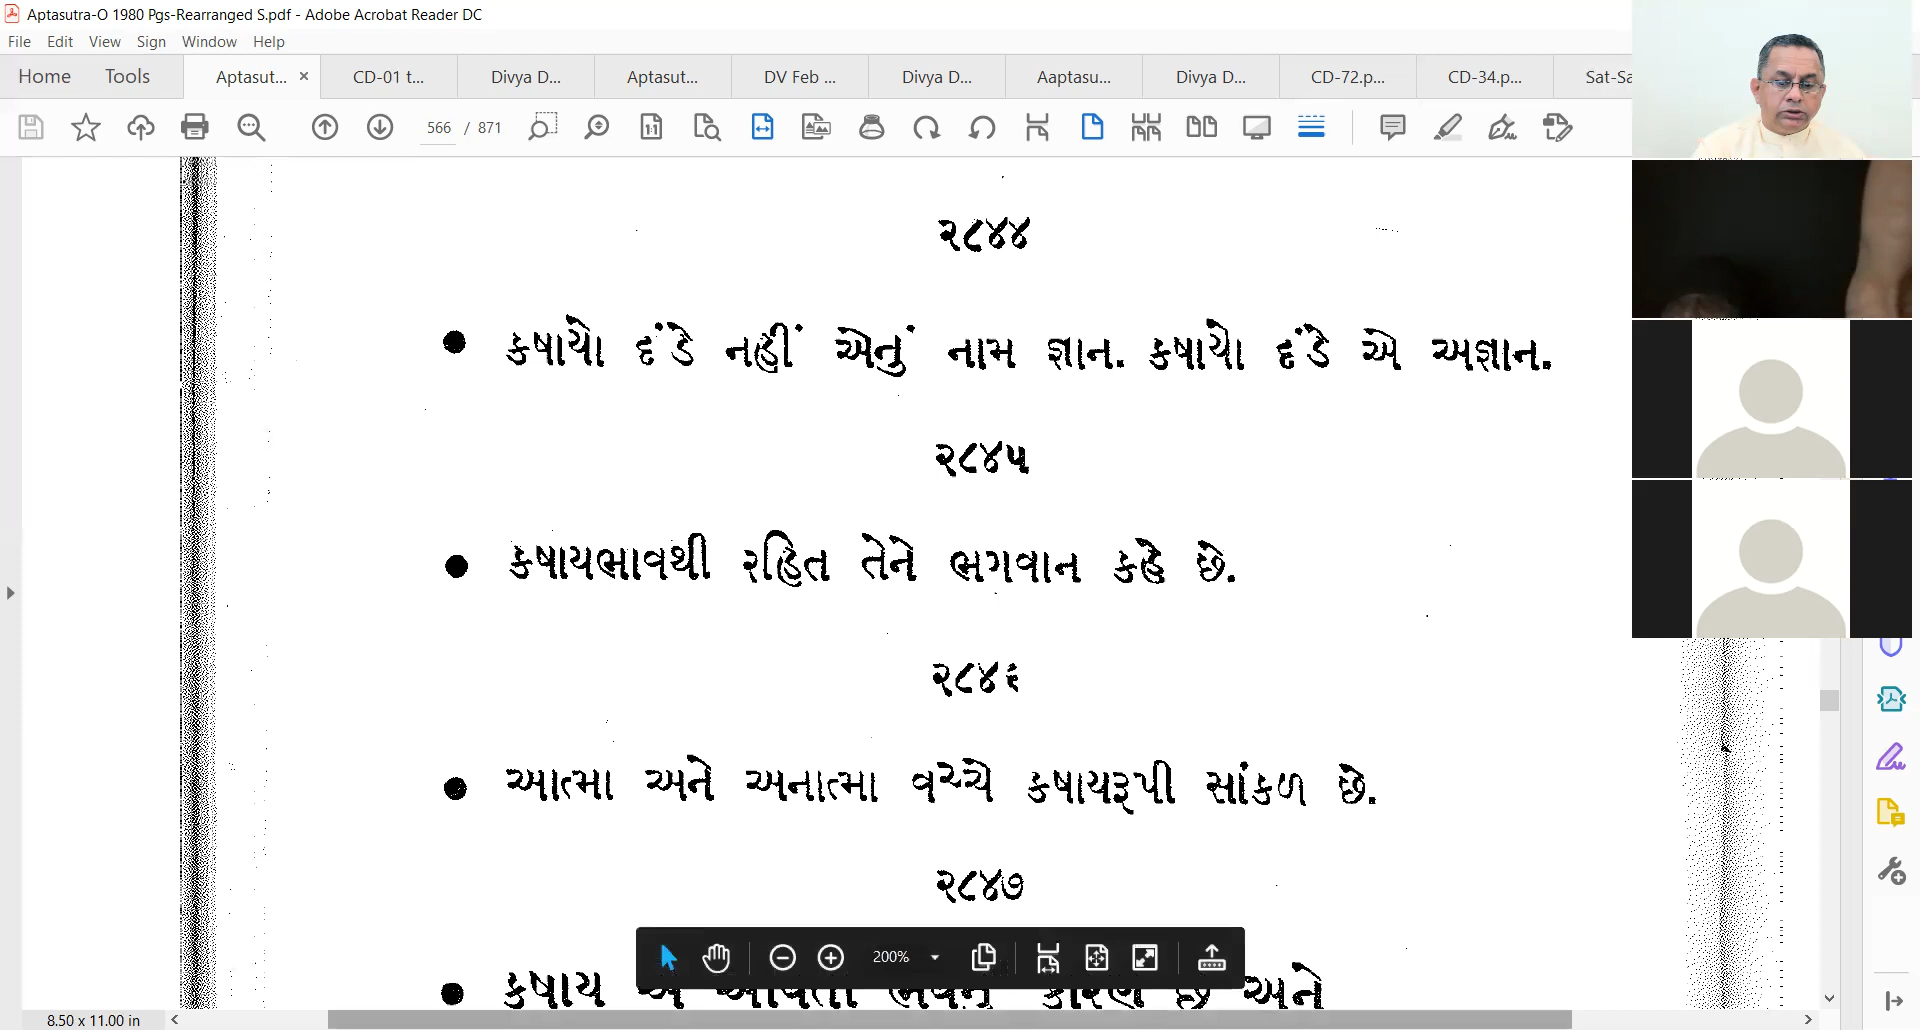 Aptasutra-O 1980 Pgs-Rearranged S.pdf - Adobe Acrobat Reader DC
File Edit View Sign Window Help
Home Tools Aptasut... × CD-01 t... Divya D... Aptasut... DV Feb ... Divya D... Aaptasu... Divya D... CD-72.p... CD-34.p... Sat-Sa
566 / 871
૨૮૪૪
● કષાયો દંડે નહીં એનું નામ જ્ઞાન. કષાયો દંડે એ અજ્ઞાન.
૨૮૪૫
● કષાયભાવથી રહિત તેને ભગવાન કહે છે.
૨૮૪૬
● આત્મા અને અનાત્મા વચ્ચે કષાયરૂપી સાંકળ છે.
૨૮૪૭
200%
● કષાય એ આવતા ભવનું કારણ છે અને
8.50 x 11.00 in